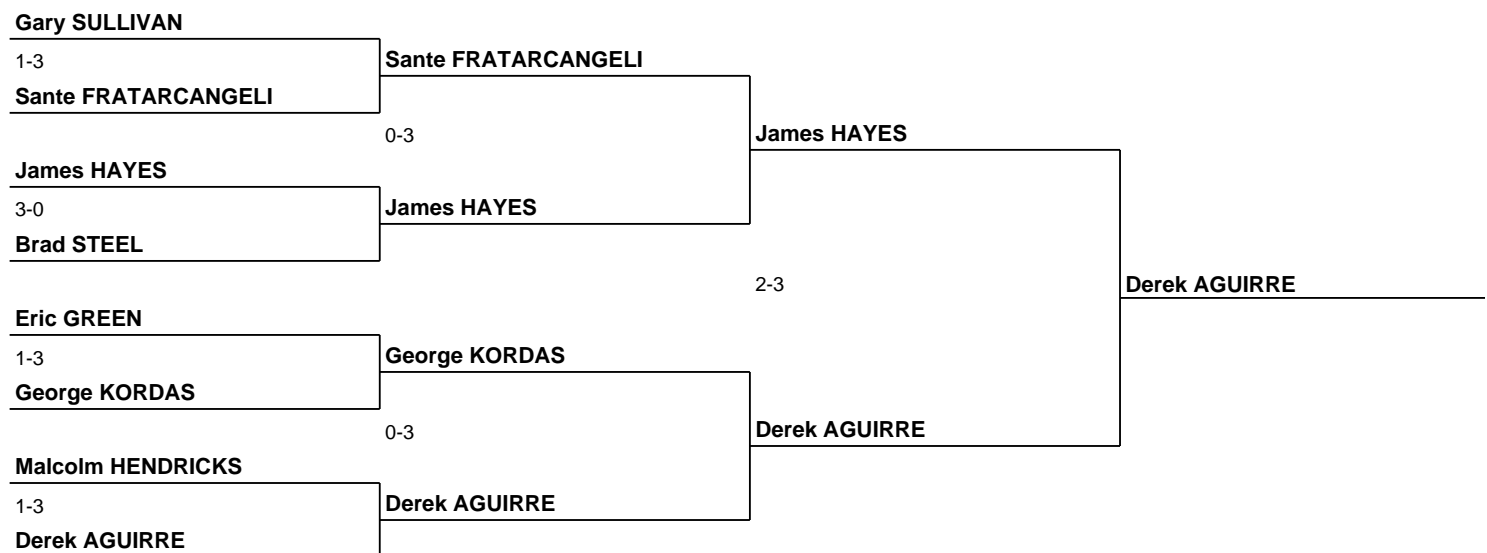 Gary SULLIVAN
1-3
Sante FRATARCANGELI
Sante FRATARCANGELI
0-3
James HAYES
James HAYES
3-0
James HAYES
Brad STEEL
2-3
Derek AGUIRRE
Eric GREEN
1-3
George KORDAS
George KORDAS
0-3
Derek AGUIRRE
Malcolm HENDRICKS
1-3
Derek AGUIRRE
Derek AGUIRRE